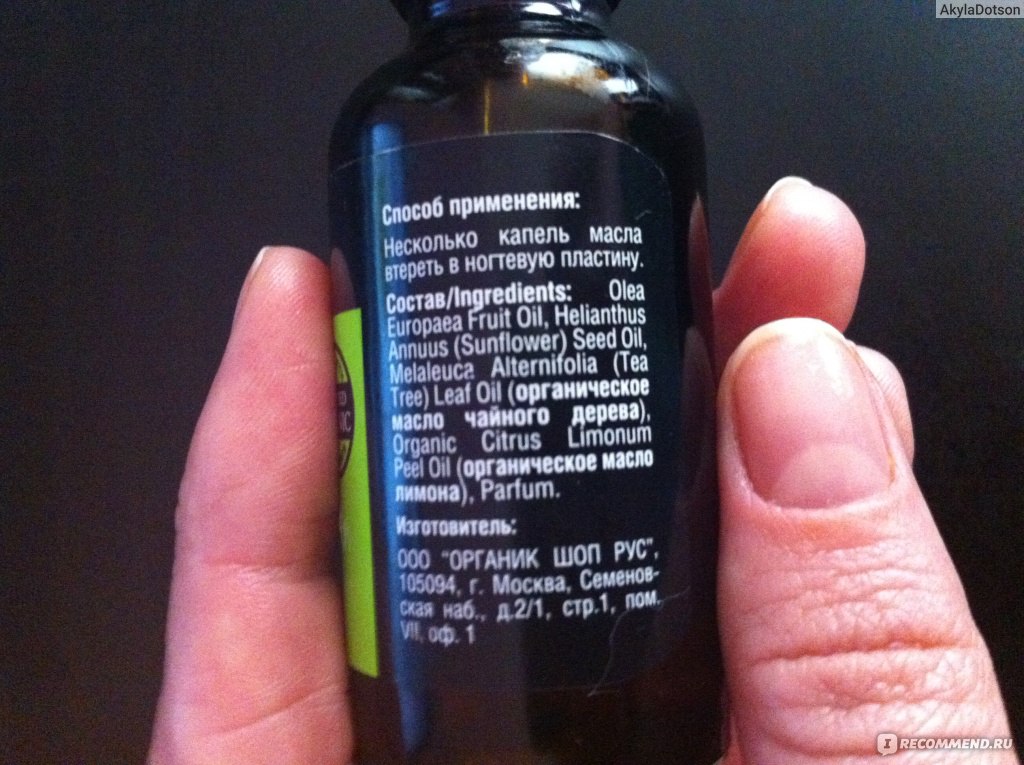 AkylaDotson
Способ применения:
Несколько капель масла
втереть в ногтевую пластину.
Состав/Ingredients: Olea
Europaea Fruit Oil, Helianthus
Annuus (Sunflower) Seed Oil,
Melaleuca Alternifolia (Tea
Tree) Leaf Oil (органическое
масло чайного дерева),
Organic Citrus Limonum
Peel Oil (органическое масло
лимона), Parfum.
Изготовитель:
ООО "ОРГАНИК ШОП РУС",
105094, г. Москва, Семенов-
ская наб., д.2/1, стр.1, пом.
VII, оф. 1
IRECOMMEND.RU